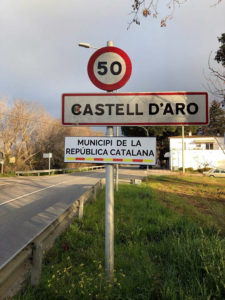 50
CASTELL D'ARO
MUNICIPI DE LA
REPÚBLICA CATALANA